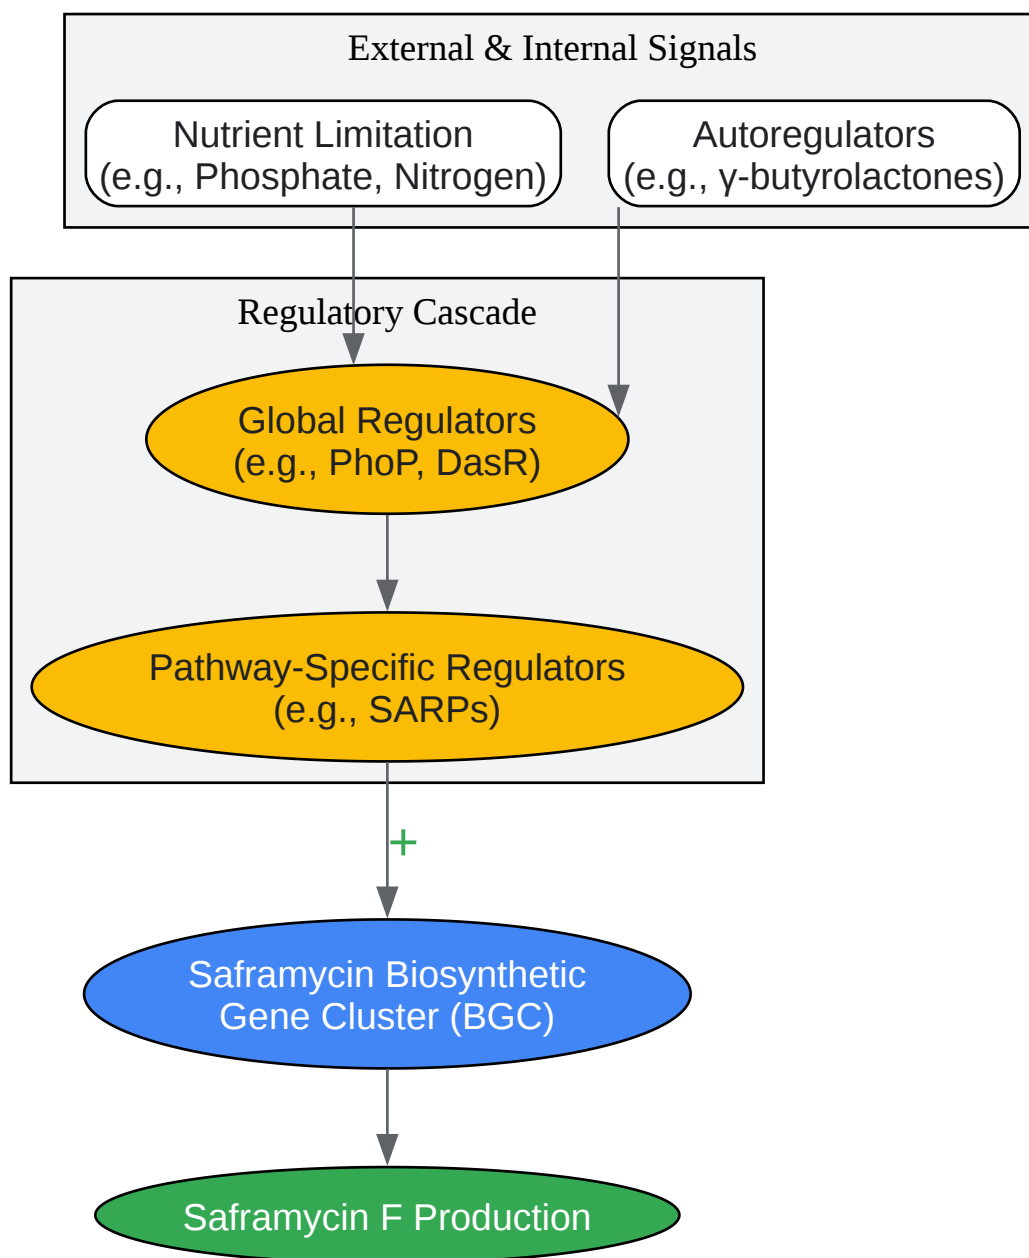 External & Internal Signals
Nutrient Limitation
(e.g., Phosphate, Nitrogen)
Autoregulators
(e.g., γ-butyrolactones)
Regulatory Cascade
Global Regulators
(e.g., PhoP, DasR)
Pathway-Specific Regulators
(e.g., SARPs)
+
Saframycin Biosynthetic
Gene Cluster (BGC)
Saframycin F Production